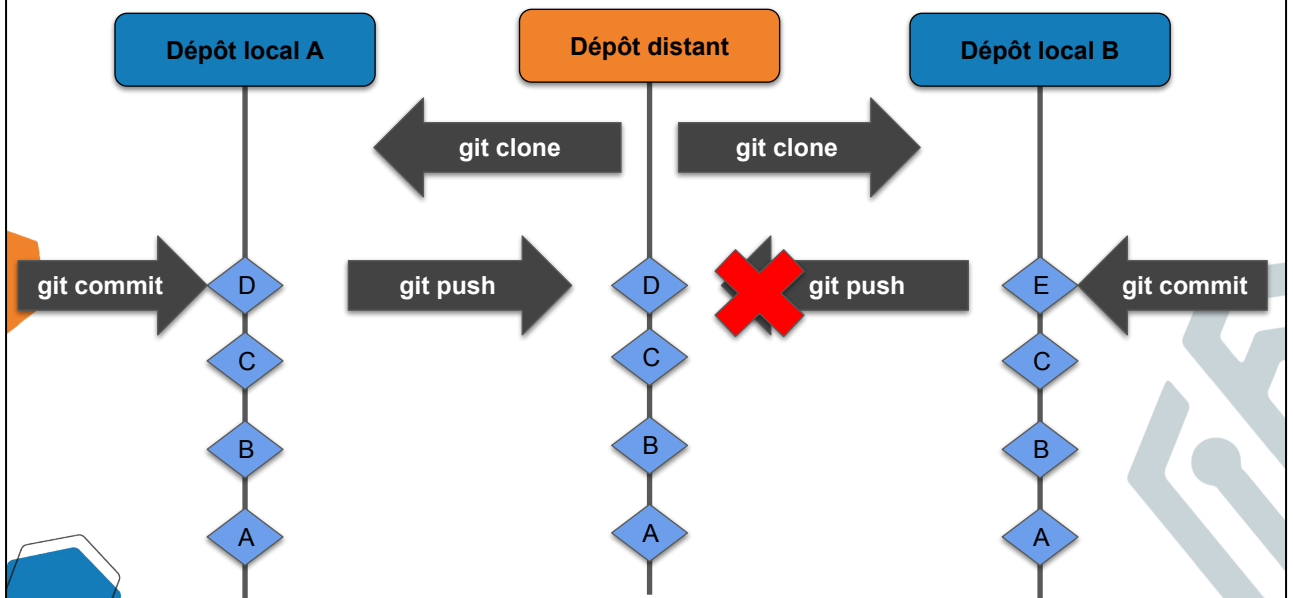 Dépôt local A
Dépôt distant
Dépôt local B
git clone
git clone
git commit
D
git push
D
git push
E
git commit
C
C
C
B
B
B
A
A
A